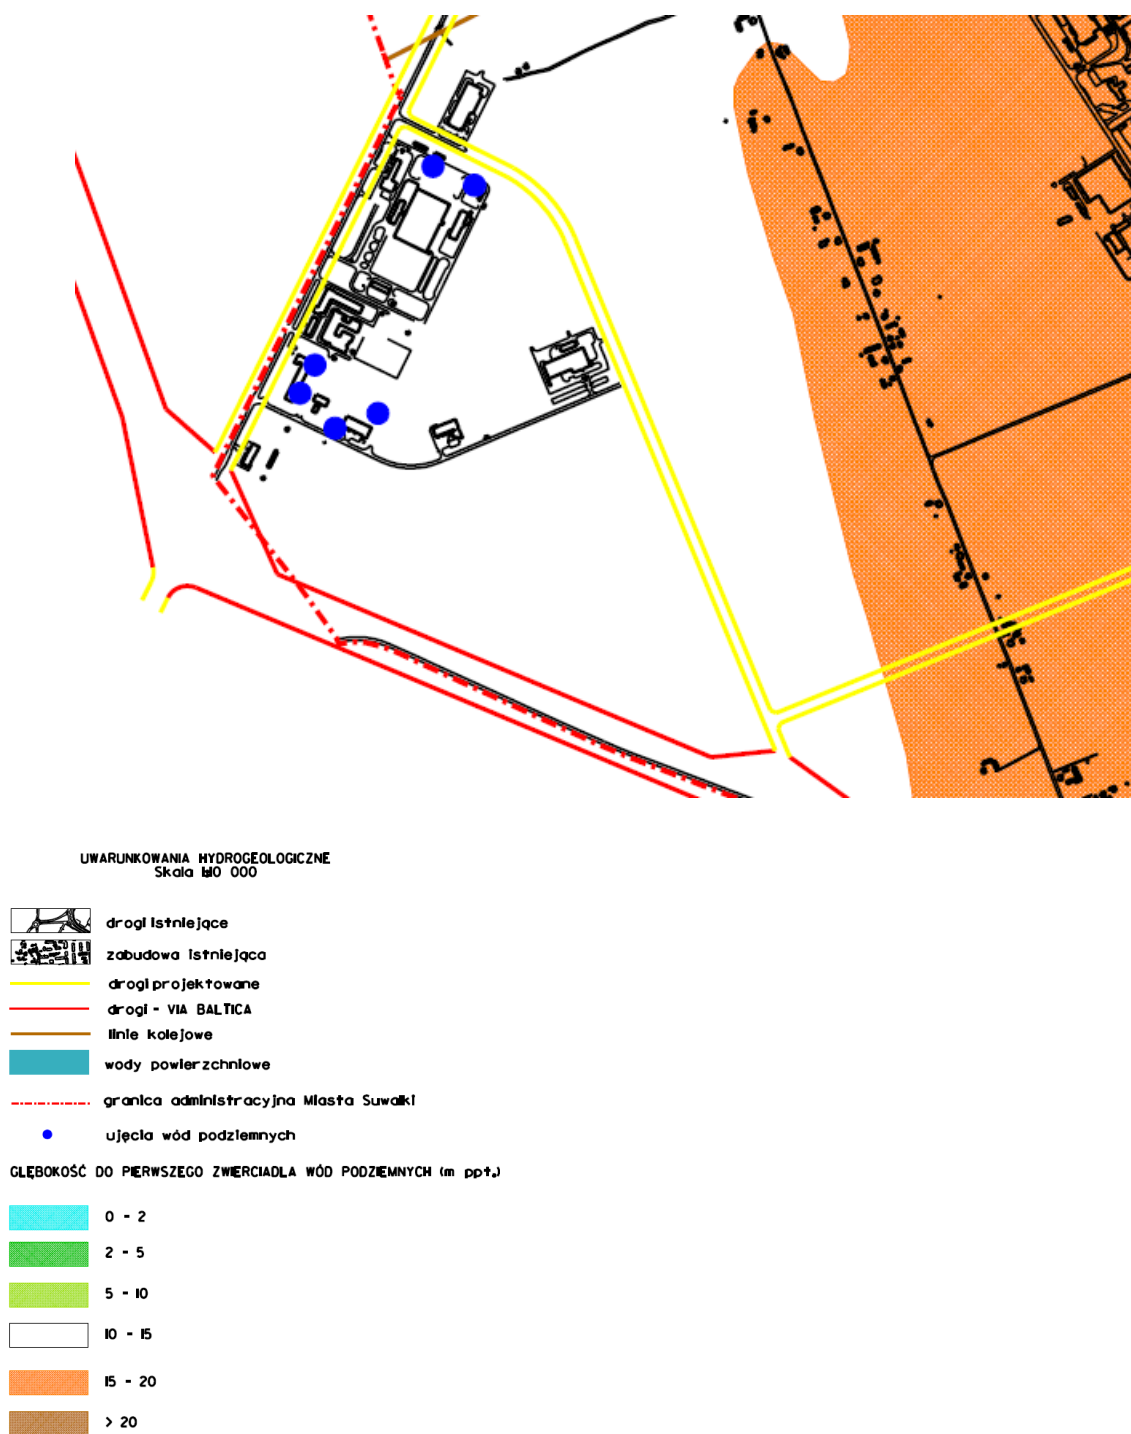 UWARUNKOWANIA HYDROGEOLOGICZNE
Skala 1:10 000
drogi istniejące
zabudowa istniejąca
drogi projektowane
drogi - VIA BALTICA
linie kolejowe
wody powierzchniowe
granica administracyjna Miasta Suwałki
ujęcia wód podziemnych
GŁĘBOKOŚĆ DO PIERWSZEGO ZWIERCIADŁA WÓD PODZIEMNYCH (m ppt.)
0 - 2
2 - 5
5 - 10
10 - 15
15 - 20
> 20